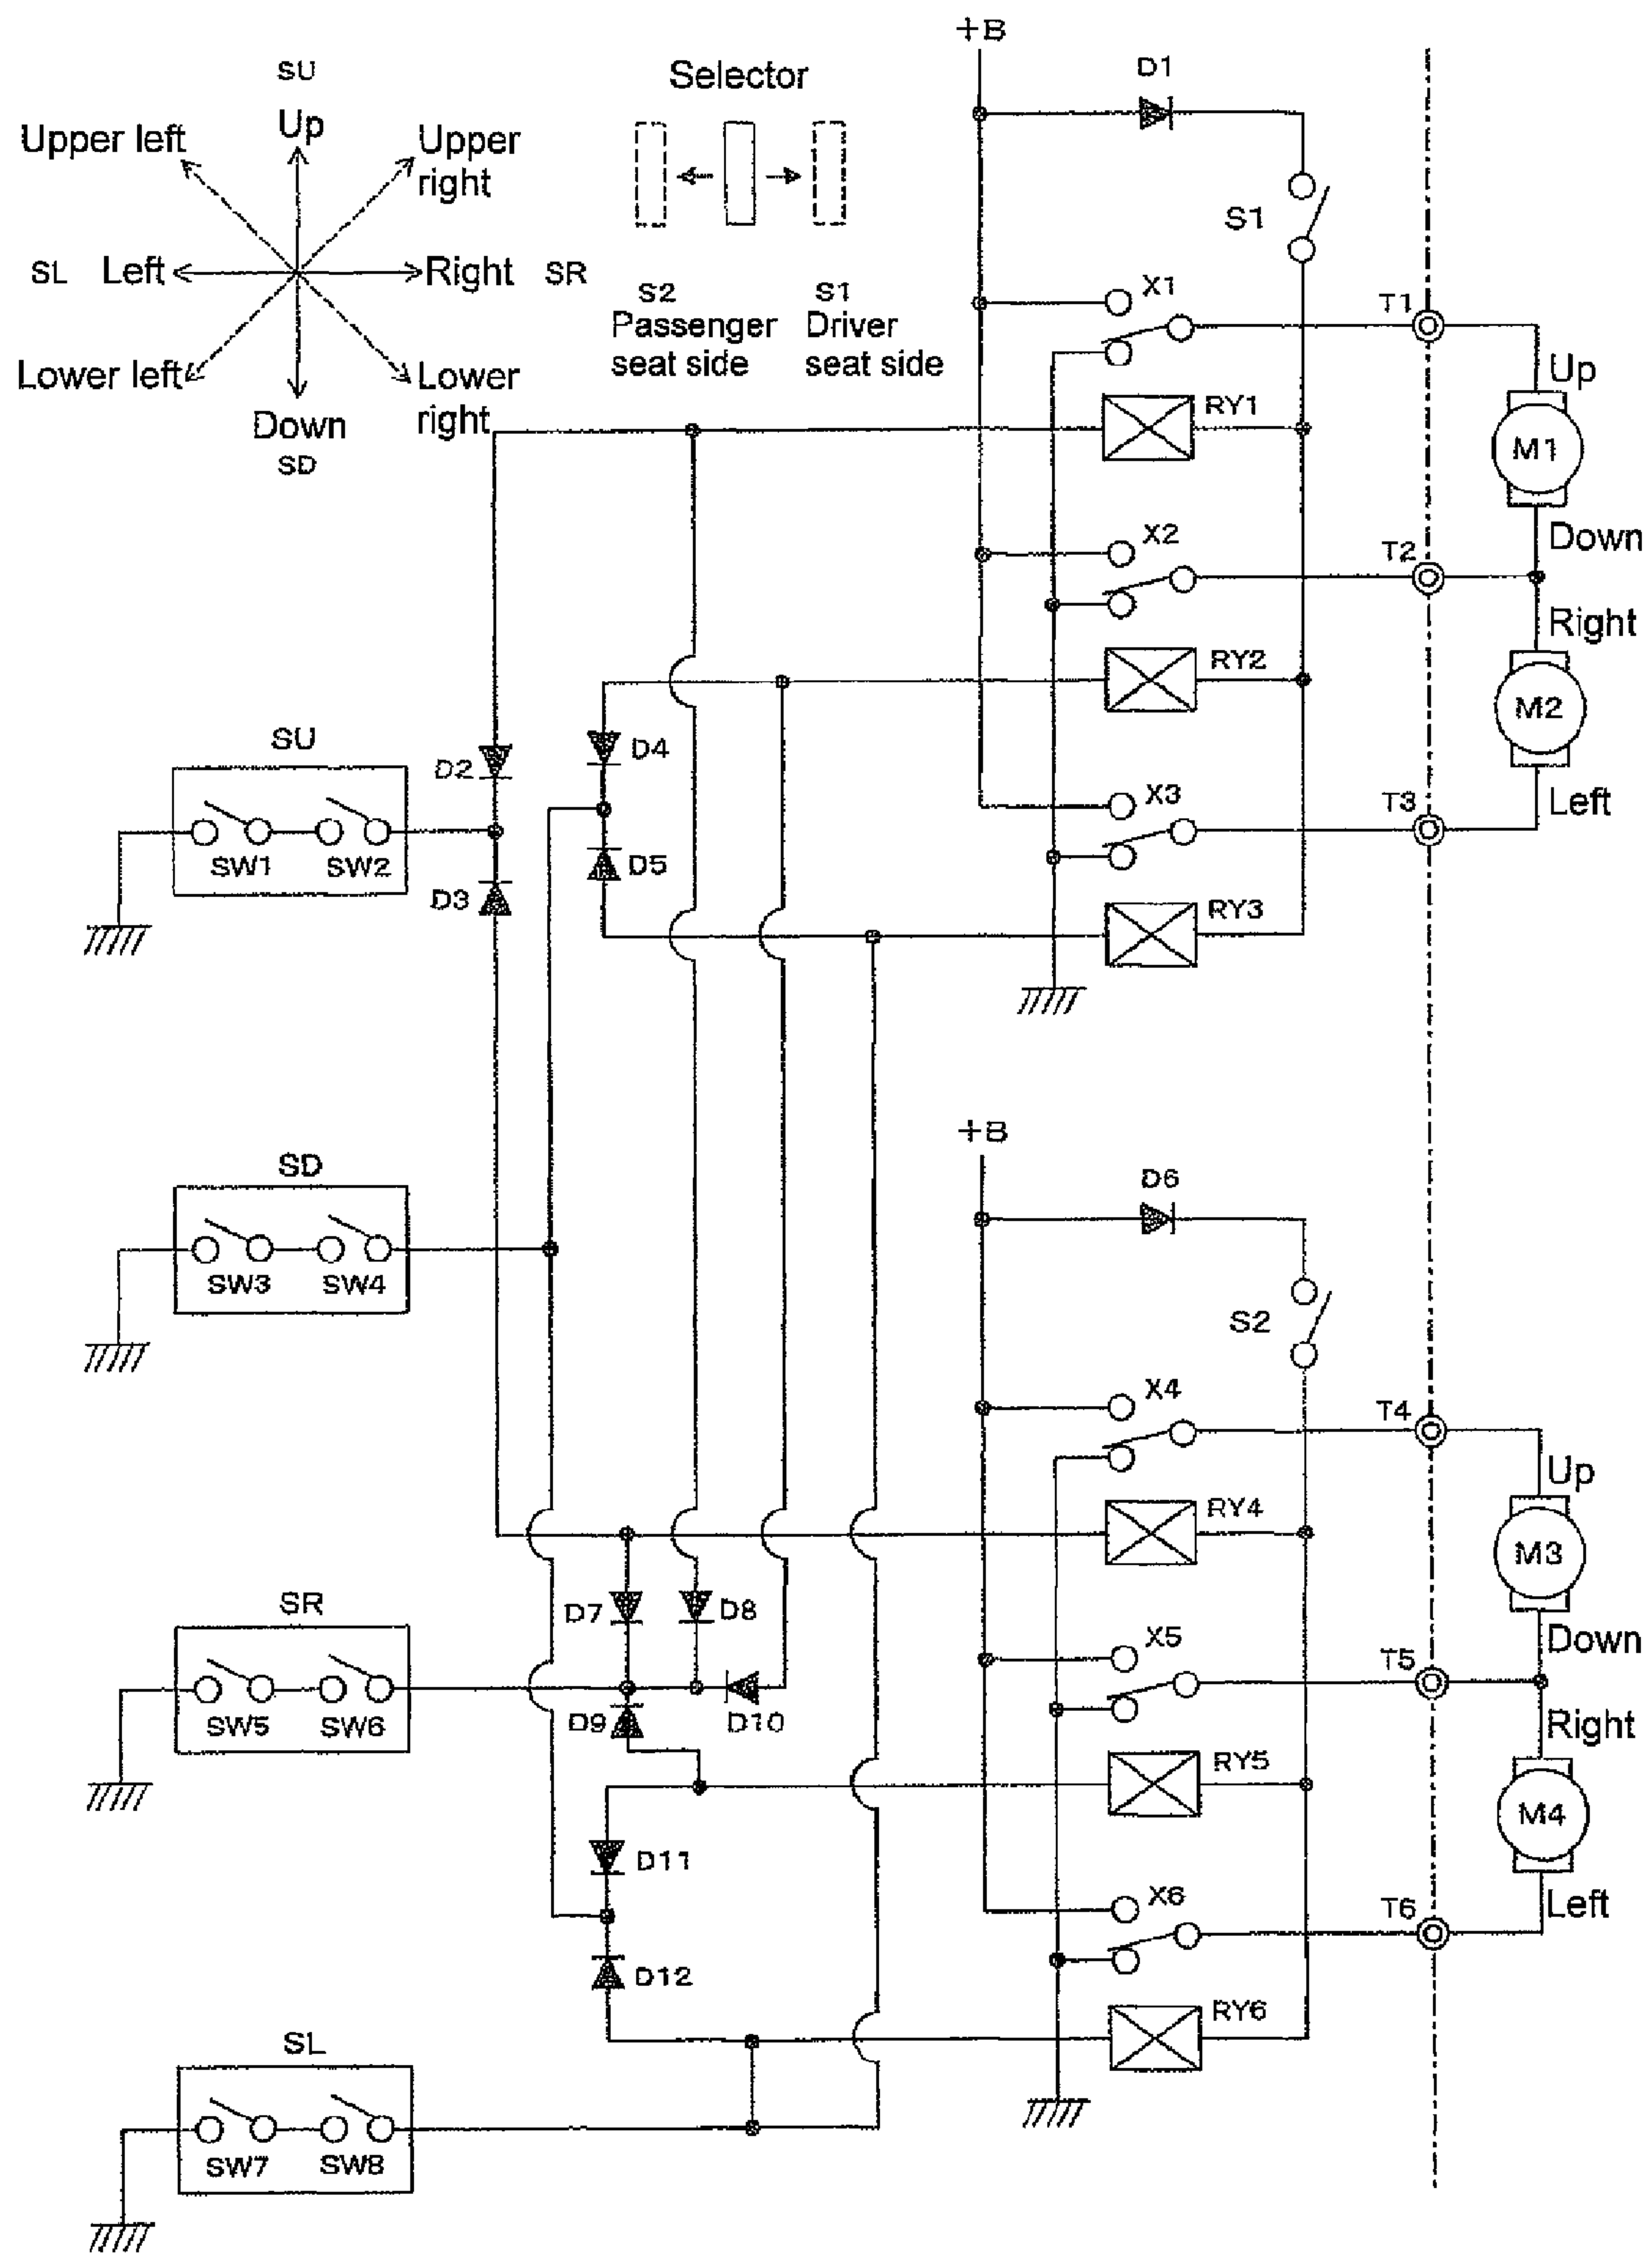 +B
SU
Selector
D1
Up
Upper left
Upper
right
S1
SL Left
Right SR
X1
T1
S2
S1
Passenger
seat side
Driver
seat side
Lower left
Lower
right
Up
Down
SD
RY1
M1
X2
T2
Down
Right
RY2
M2
SU
D4
D2
X3
T3
Left
SW1
SW2
D5
D3
RY3
+B
SD
D6
SW3
SW4
S2
X4
T4
Up
RY4
M3
SR
D7
D8
X5
T5
Down
SW5
SW6
D9
D10
Right
RY5
M4
D11
X6
T6
Left
D12
RY6
SL
SW7
SW8